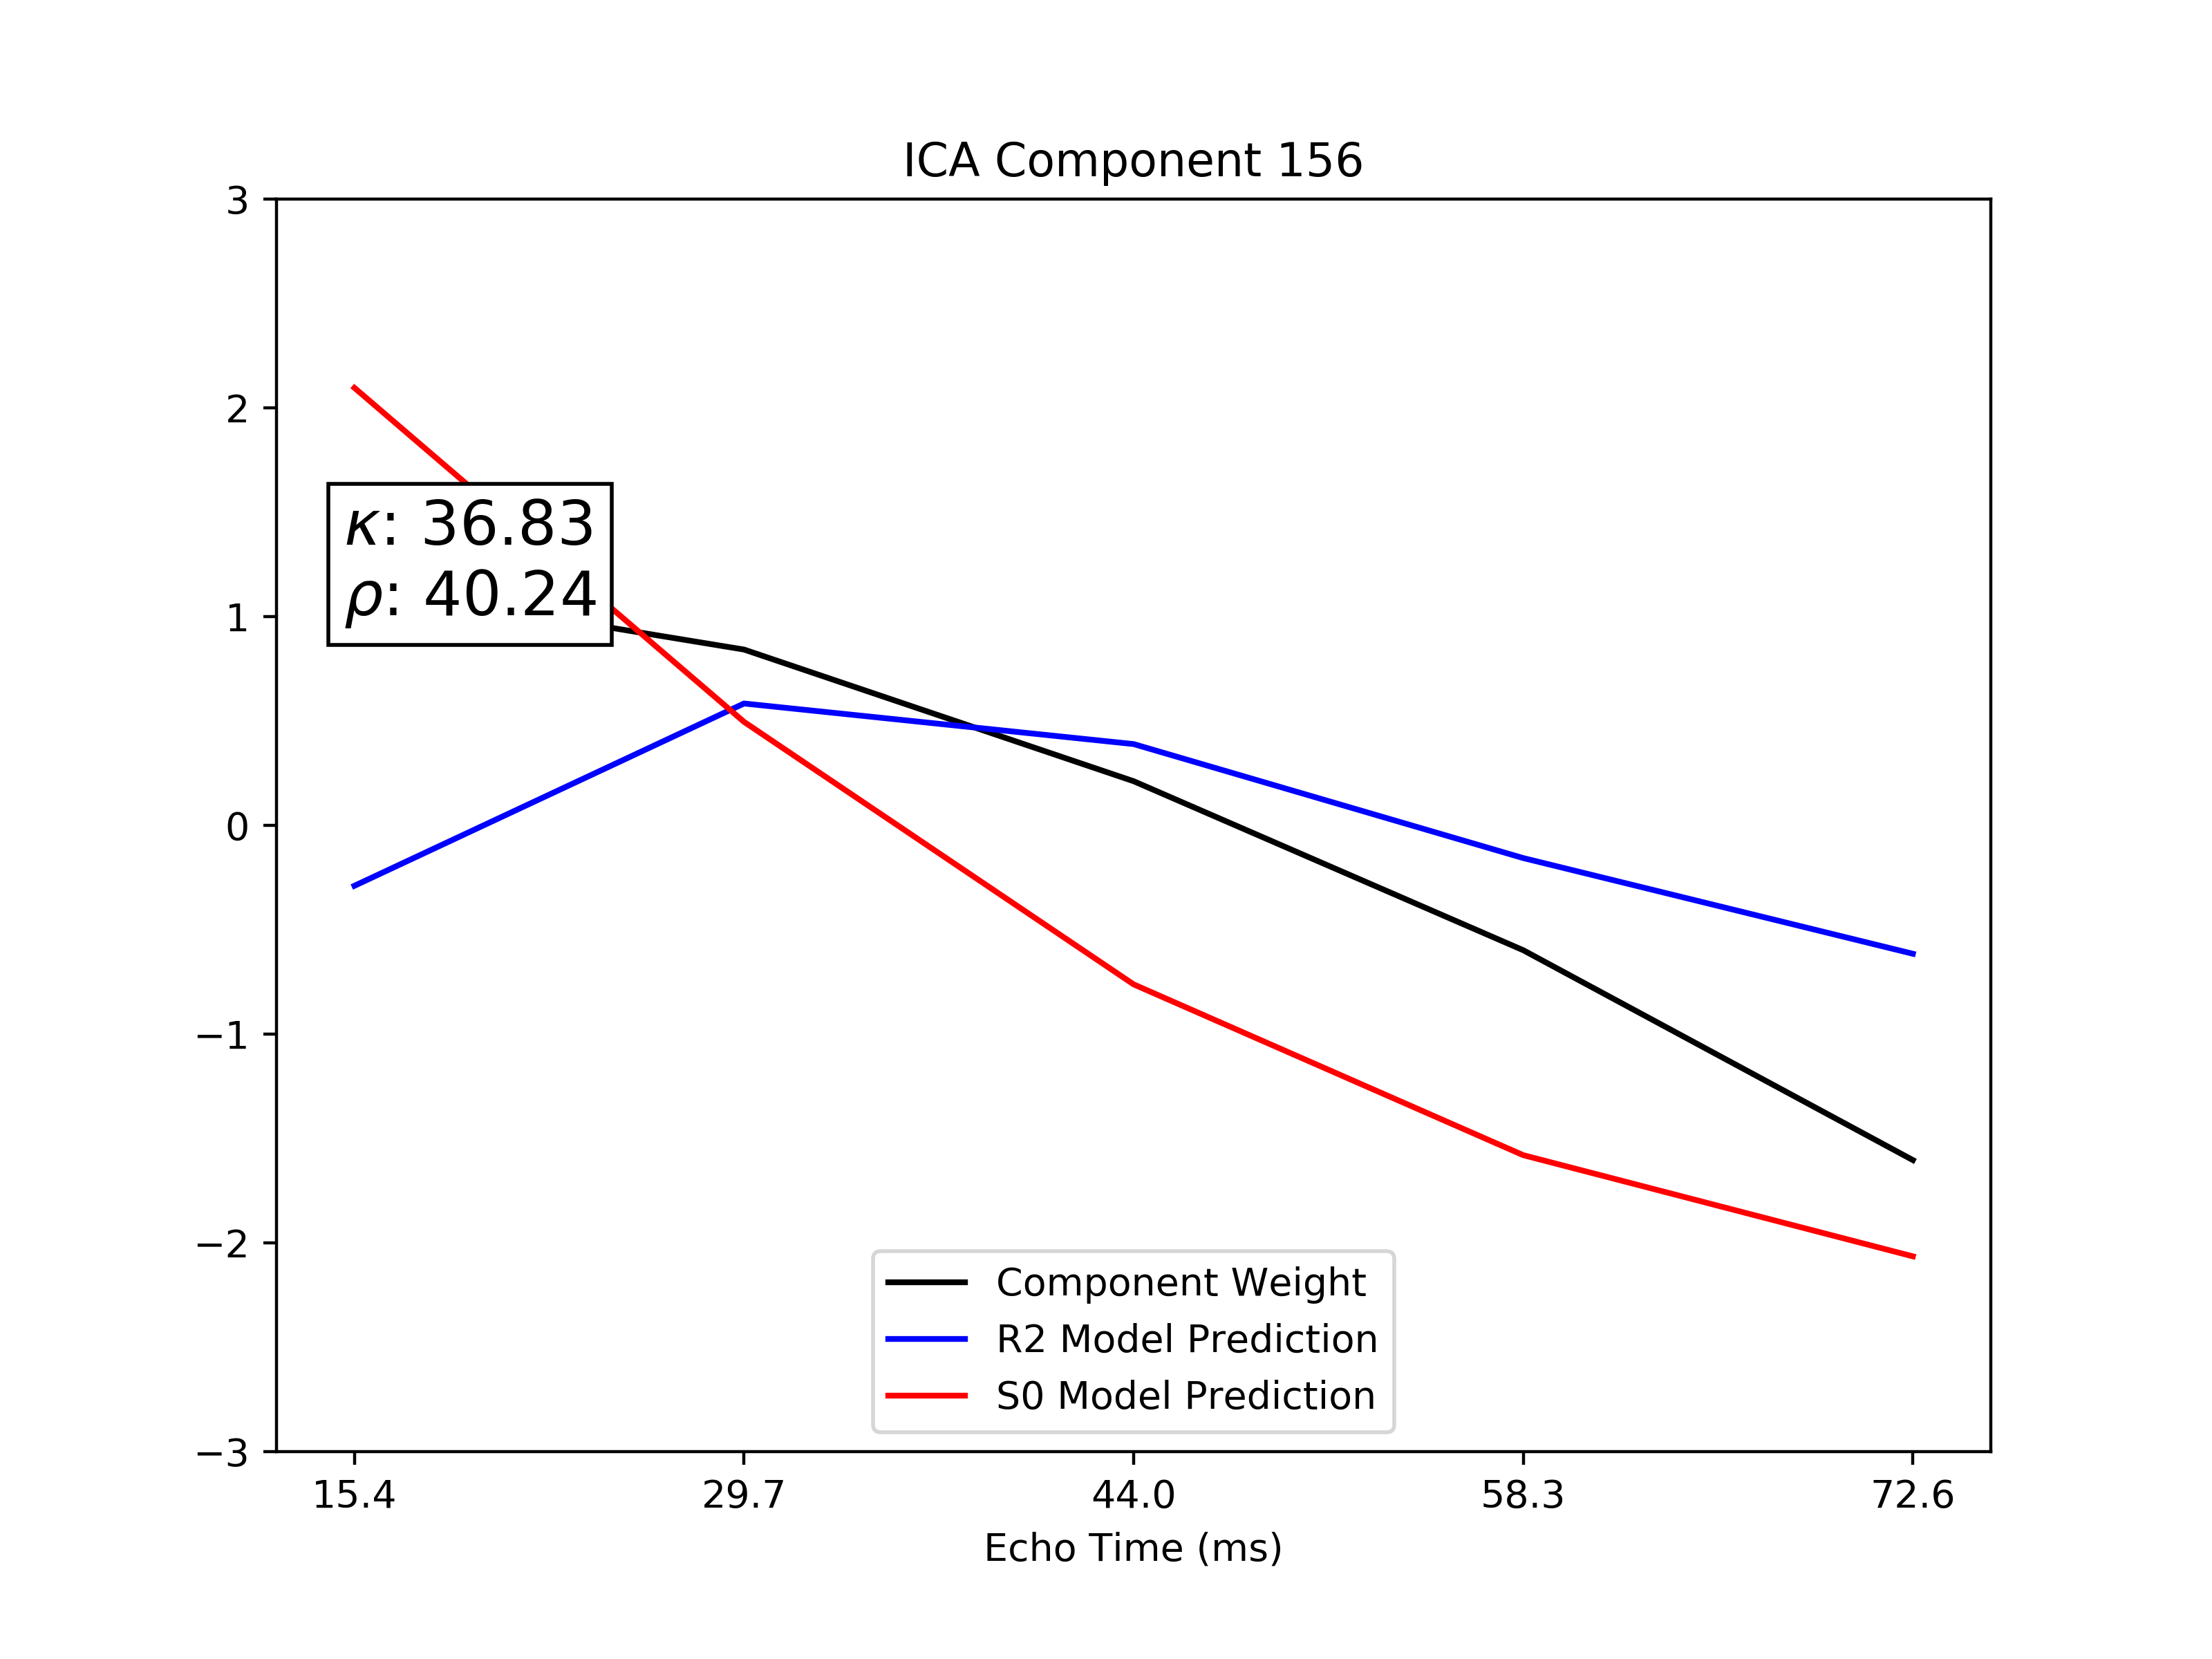 ICA Component 156
3
2
1
0
−1
−2
−3
κ: 36.83
ρ: 40.24
Component Weight
R2 Model Prediction
S0 Model Prediction
15.4 29.7 44.0 58.3 72.6
Echo Time (ms)